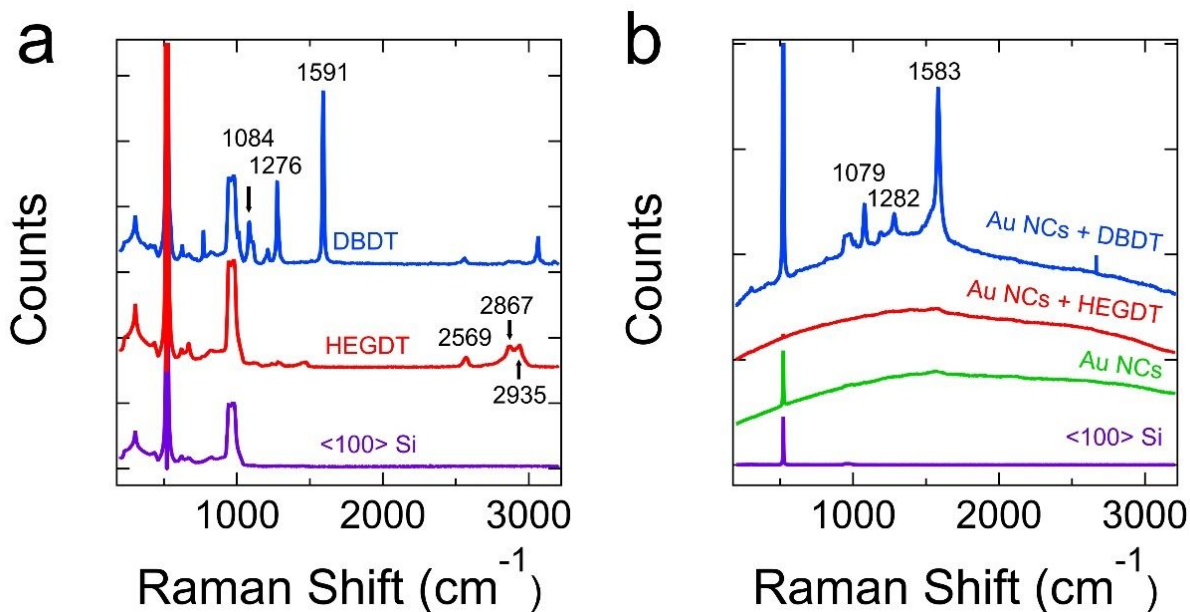 a
Counts
1591
1084
1276
DBDT
2867
HEGDT
2569
2935
<100> Si
1000
2000
3000
Raman Shift (cm⁻¹)
b
Counts
1583
1079
1282
Au NCs + DBDT
Au NCs + HEGDT
Au NCs
<100> Si
1000
2000
3000
Raman Shift (cm⁻¹)